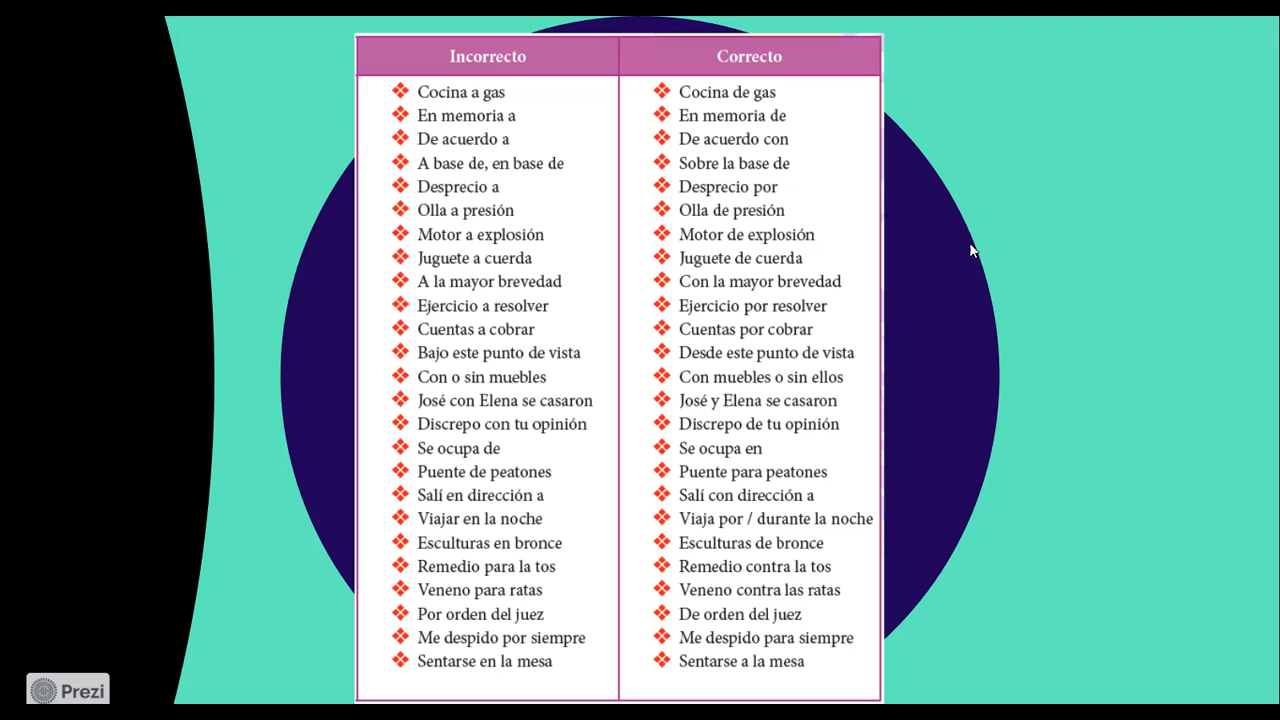 Incorrecto Correcto
Cocina a gas Cocina de gas
En memoria a En memoria de
De acuerdo a De acuerdo con
A base de, en base de Sobre la base de
Desprecio a Desprecio por
Olla a presión Olla de presión
Motor a explosión Motor de explosión
Juguete a cuerda Juguete de cuerda
A la mayor brevedad Con la mayor brevedad
Ejercicio a resolver Ejercicio por resolver
Cuentas a cobrar Cuentas por cobrar
Bajo este punto de vista Desde este punto de vista
Con o sin muebles Con muebles o sin ellos
José con Elena se casaron José y Elena se casaron
Discrepo con tu opinión Discrepo de tu opinión
Se ocupa de Se ocupa en
Puente de peatones Puente para peatones
Salí en dirección a Salí con dirección a
Viajar en la noche Viaja por / durante la noche
Esculturas en bronce Esculturas de bronce
Remedio para la tos Remedio contra la tos
Veneno para ratas Veneno contra las ratas
Por orden del juez De orden del juez
Me despido por siempre Me despido para siempre
Sentarse en la mesa Sentarse a la mesa
Prezi